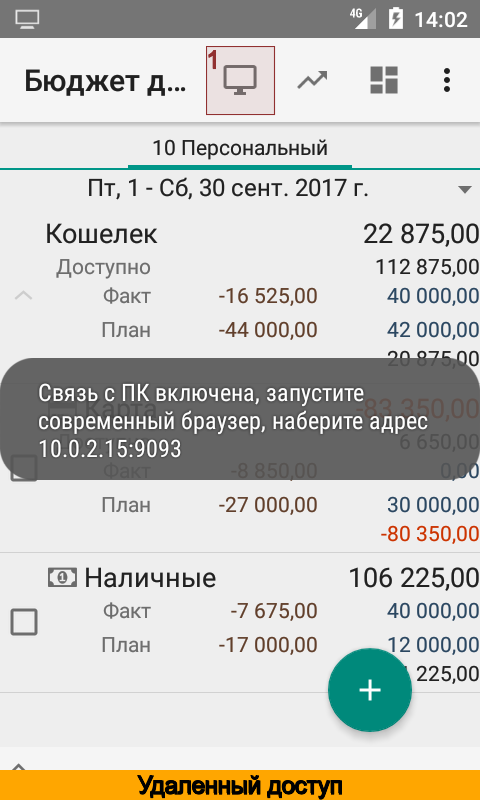 4G 14:02
Бюджет д... 1
10 Персональный
Пт, 1 - Сб, 30 сент. 2017 г.
Кошелек 22 875,00
Доступно 112 875,00
Факт -16 525,00 40 000,00
План -44 000,00 42 000,00
20 875,00
Карта -83 350,00
Связь с ПК включена, запустите
современный браузер, наберите адрес
10.0.2.15:9093
6 650,00
-8 850,00 0,00
План -27 000,00 30 000,00
-80 350,00
Наличные 106 225,00
Факт -7 675,00 40 000,00
План -17 000,00 12 000,00
225,00
Удаленный доступ